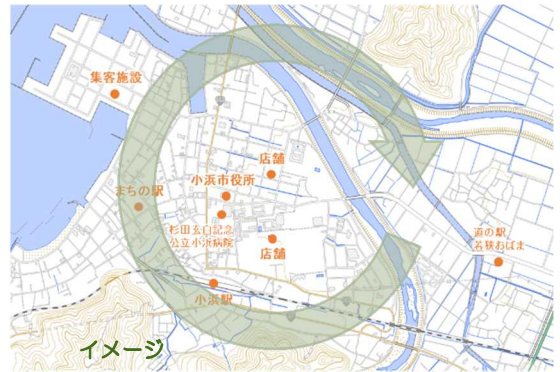 集客施設
店舗
小浜市役所
まちの駅
杉田玄白記念
公立小浜病院
店舗
道の駅
若狭おばま
小浜駅
イメージ